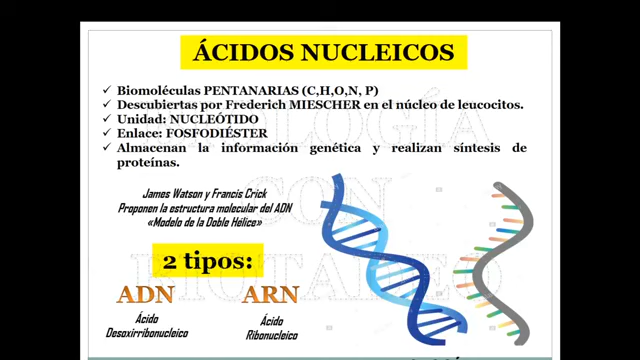 ÁCIDOS NUCLEICOS
Biomoléculas PENTANARIAS (C,H,O,N, P)
Descubiertas por Frederich MIESCHER en el núcleo de leucocitos.
Unidad: NUCLEÓTIDO
Enlace: FOSFODIÉSTER
Almacenan la información genética y realizan síntesis de
proteínas.
James Watson y Francis Crick
Proponen la estructura molecular del ADN
«Modelo de la Doble Hélice»
2 tipos:
ADN
Ácido
Desoxirribonucleico
ARN
Ácido
Ribonucleico